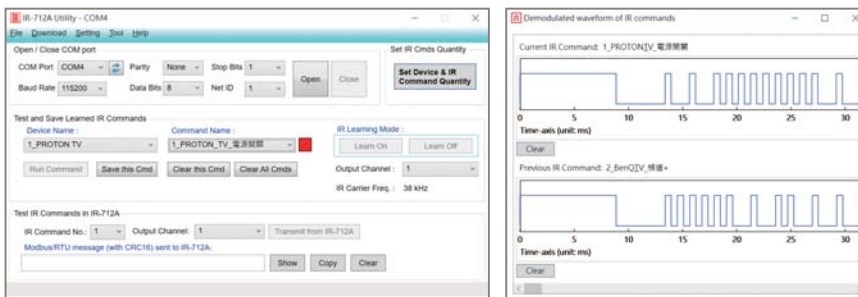 IR-712A Utility - COM4
File Download Setting Tool Help
Open / Close COM port
COM Port COM4 Parity None Stop Bits 1
Baud Rate 115200 Data Bits 8 Net ID 1
Open Close
Set IR Cmds Quantity
Set Device & IR
Command Quantity
Test and Save Learned IR Commands
Device Name : Command Name :
1_PROTON TV 1_PROTON_TV_電源開關
Run Command Save this Cmd Clear this Cmd Clear All Cmds
IR Learning Mode :
Learn On Learn Off
Output Channel : 1
IR Carrier Freq. : 38 kHz
Test IR Commands in IR-712A
IR Command No.: 1 Output Channel: 1 Transmit from IR-712A
Modbus/RTU message (with CRC16) sent to IR-712A:
Show Copy Clear
Demodulated waveform of IR commands
Current IR Command: 1_PROTON_TV_電源開關
0 5 10 15 20 25 30
Time-axis (unit: ms)
Clear
Previous IR Command: 2_BenQ_TV_頻道+
0 5 10 15 20 25 30
Time-axis (unit: ms)
Clear